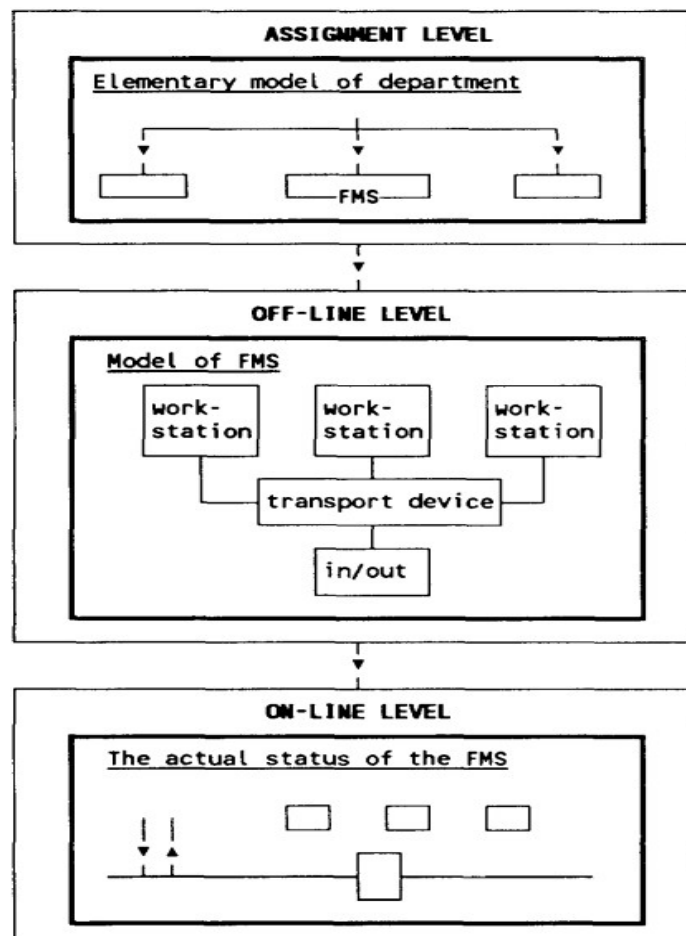 ASSIGNMENT LEVEL
Elementary model of department
FMS
OFF-LINE LEVEL
Model of FMS
work-
station
work-
station
work-
station
transport device
in/out
ON-LINE LEVEL
The actual status of the FMS